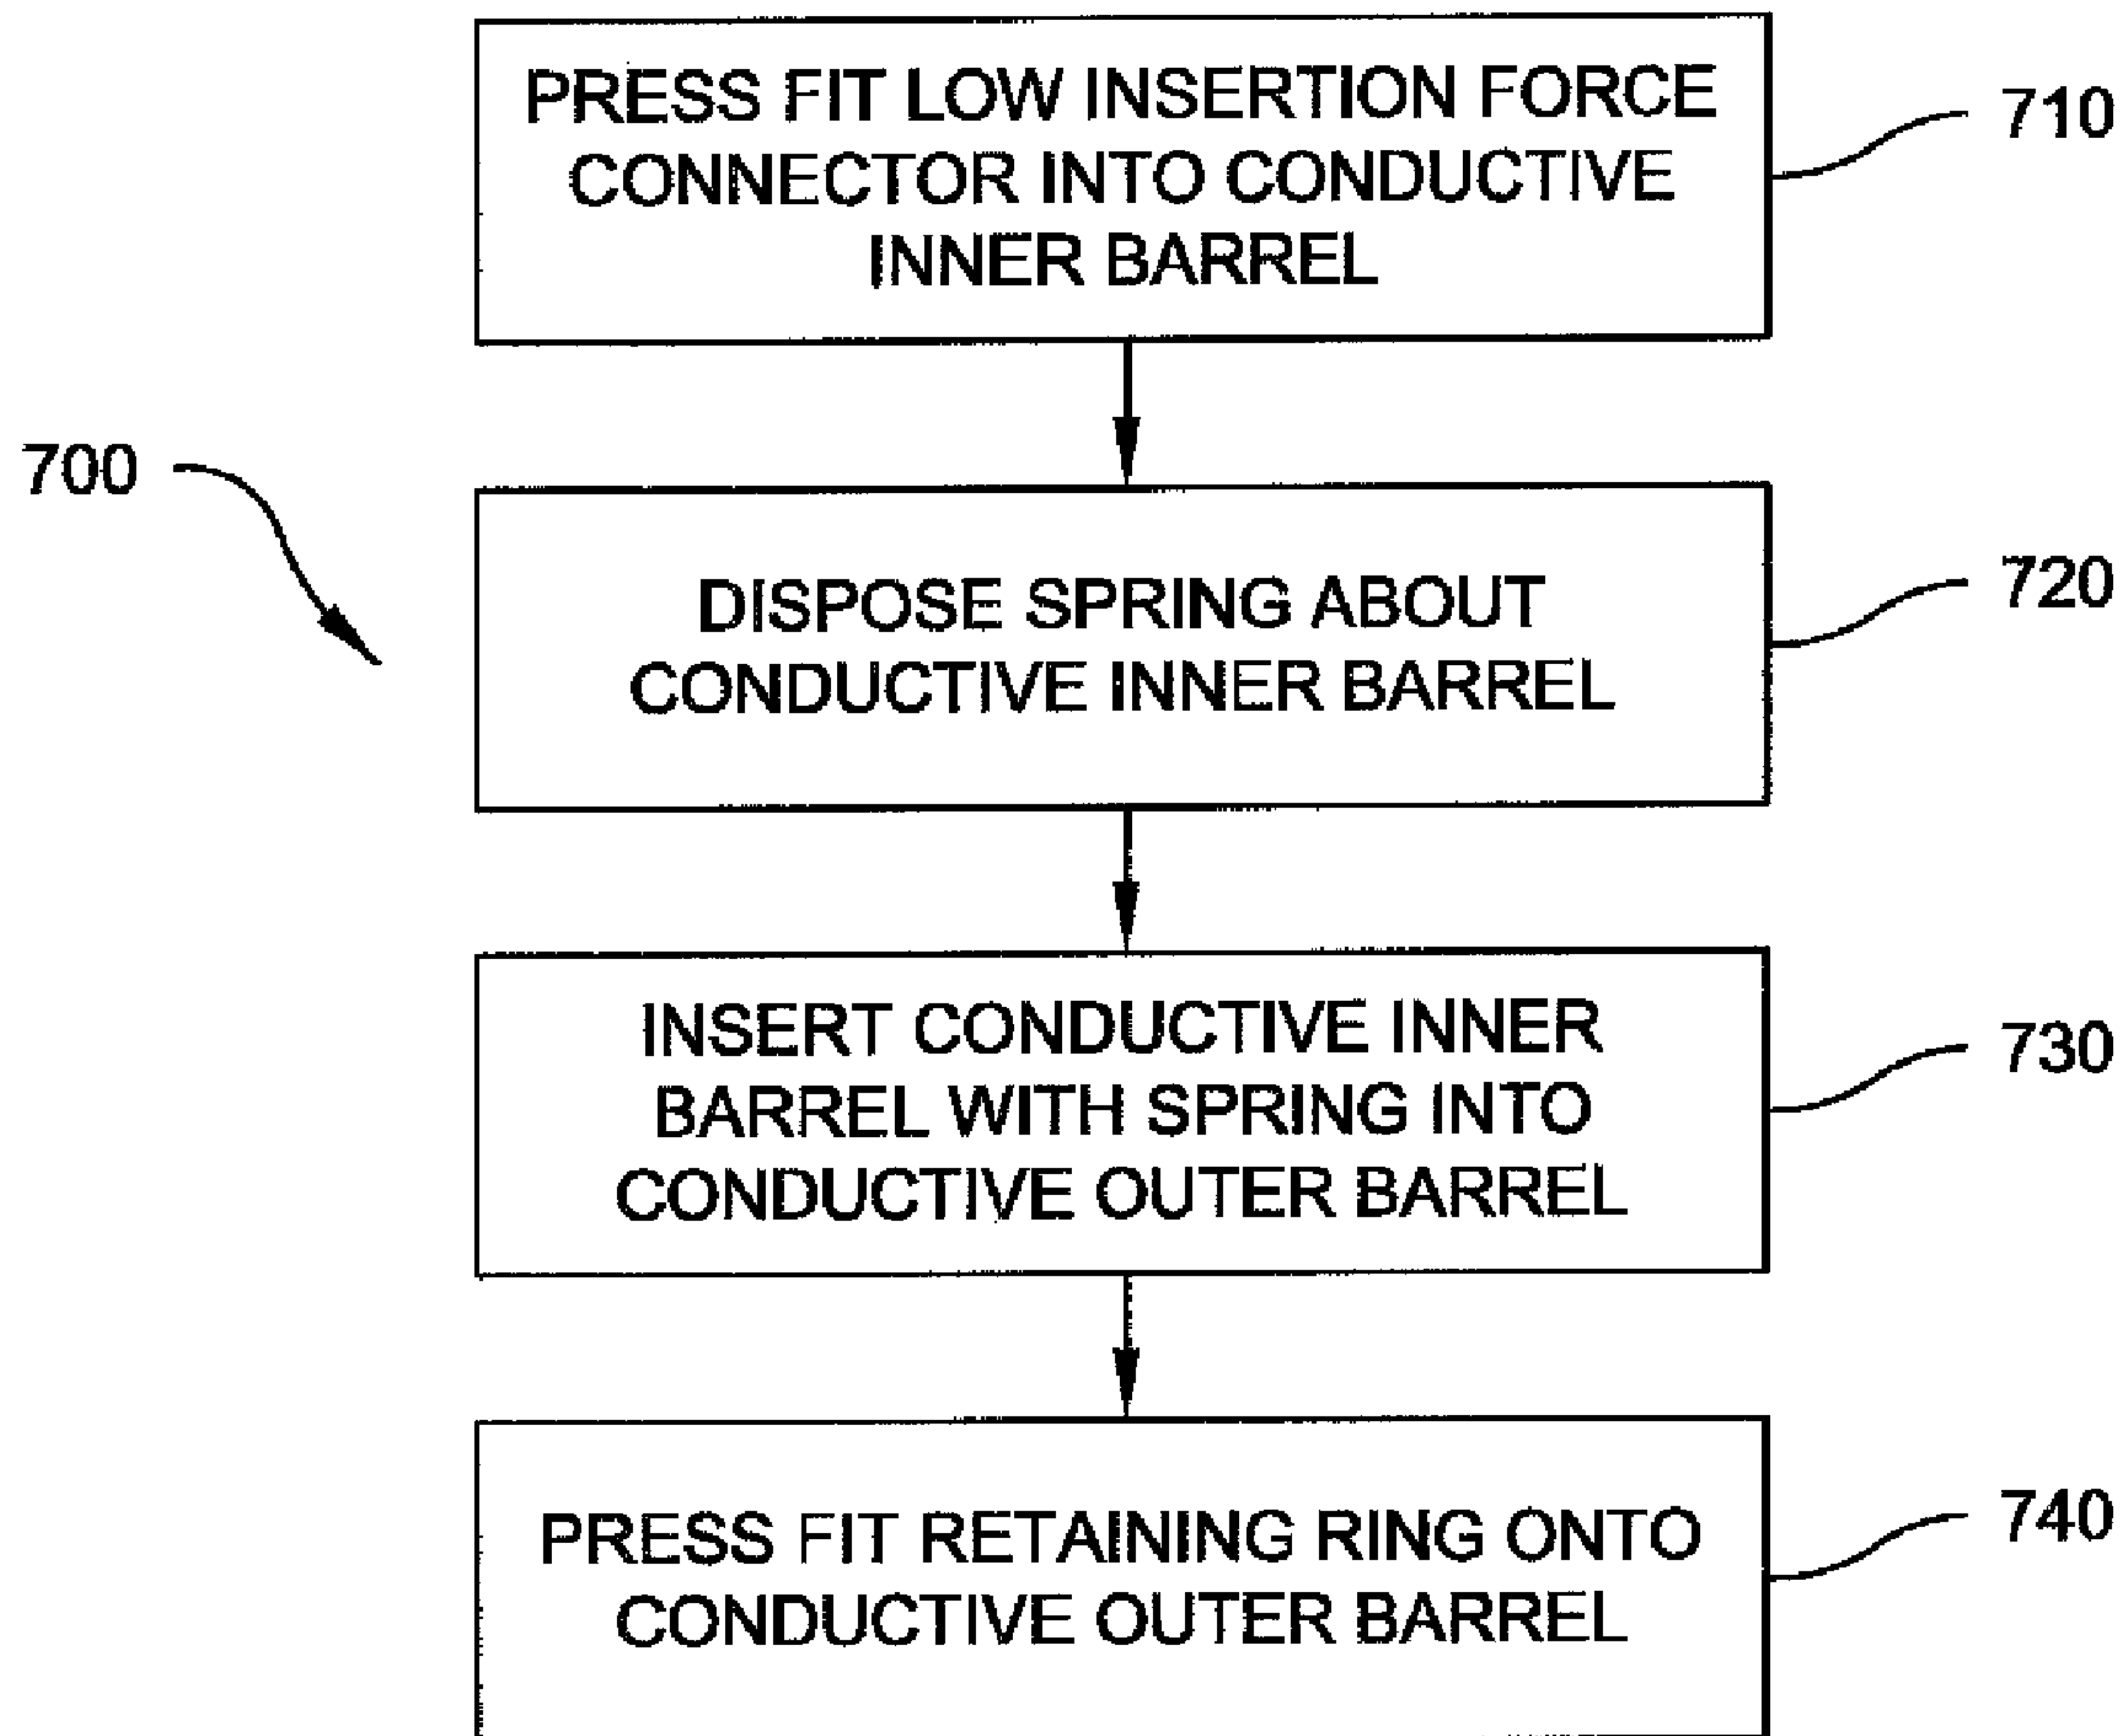 PRESS FIT LOW INSERTION FORCE
CONNECTOR INTO CONDUCTIVE
INNER BARREL
710
700
DISPOSE SPRING ABOUT
CONDUCTIVE INNER BARREL
720
INSERT CONDUCTIVE INNER
BARREL WITH SPRING INTO
CONDUCTIVE OUTER BARREL
730
PRESS FIT RETAINING RING ONTO
CONDUCTIVE OUTER BARREL
740